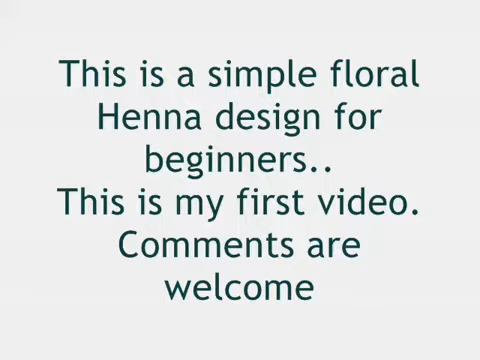 This is a simple floral
Henna design for
beginners..
This is my first video.
Comments are
welcome